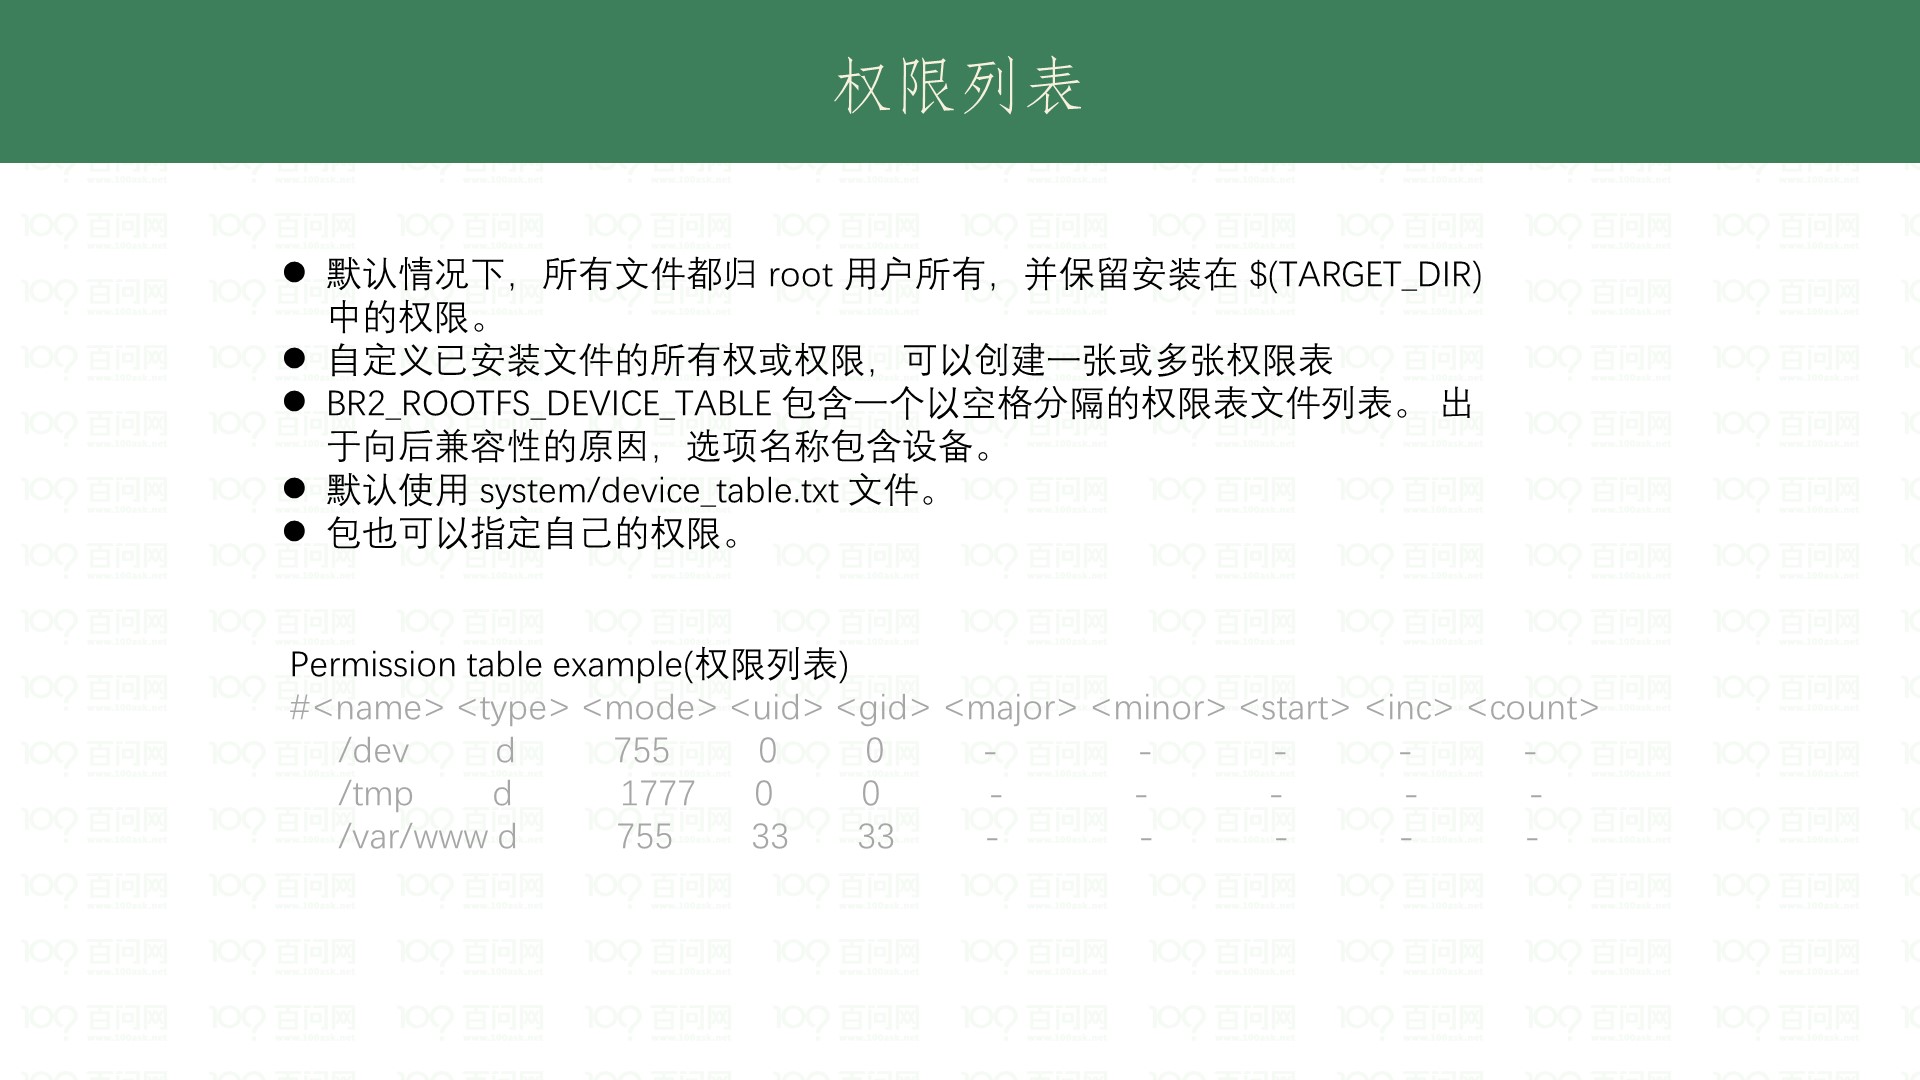 权限列表
● 默认情况下，所有文件都归 root 用户所有，并保留安装在 $(TARGET_DIR)
中的权限。
● 自定义已安装文件的所有权或权限，可以创建一张或多张权限表
● BR2_ROOTFS_DEVICE_TABLE 包含一个以空格分隔的权限表文件列表。 出
于向后兼容性的原因，选项名称包含设备。
● 默认使用 system/device_table.txt 文件。
● 包也可以指定自己的权限。
Permission table example(权限列表)
#<name> <type> <mode> <uid> <gid> <major> <minor> <start> <inc> <count>
/dev d 755 0 0 - - - - -
/tmp d 1777 0 0 - - - - -
/var/www d 755 33 33 - - - - -